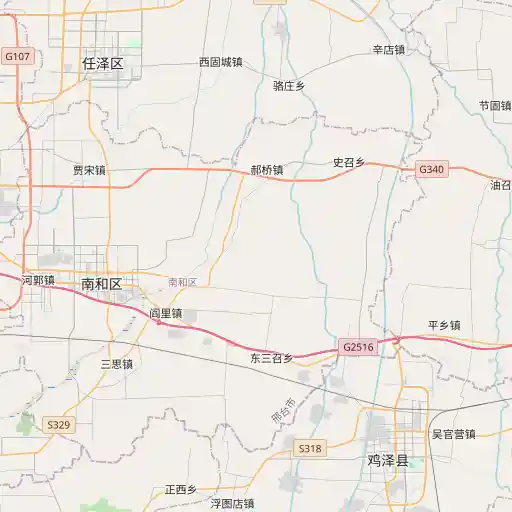 辛店镇
G107
任泽区
西固城镇
骆庄乡
节固镇
史召乡
贾宋镇
郝桥镇
G340
油召
河郭镇
南和区
南和区
阎里镇
平乡镇
G2516
东三召乡
三思镇
邢台市
S329
吴官营镇
S318
鸡泽县
正西乡
浮图店镇